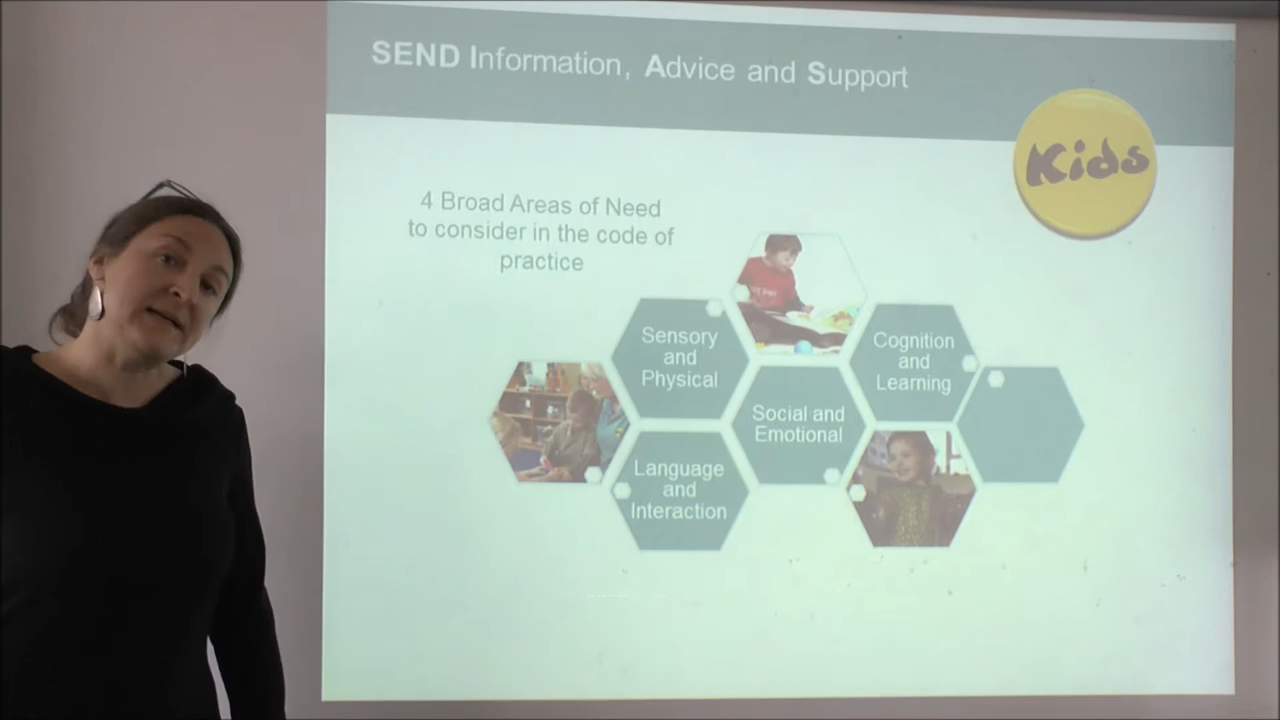 SEND Information, Advice and Support
Kids
4 Broad Areas of Need
to consider in the code of
practice
Sensory
and
Physical
Cognition
and
Learning
Social and
Emotional
Language
and
Interaction